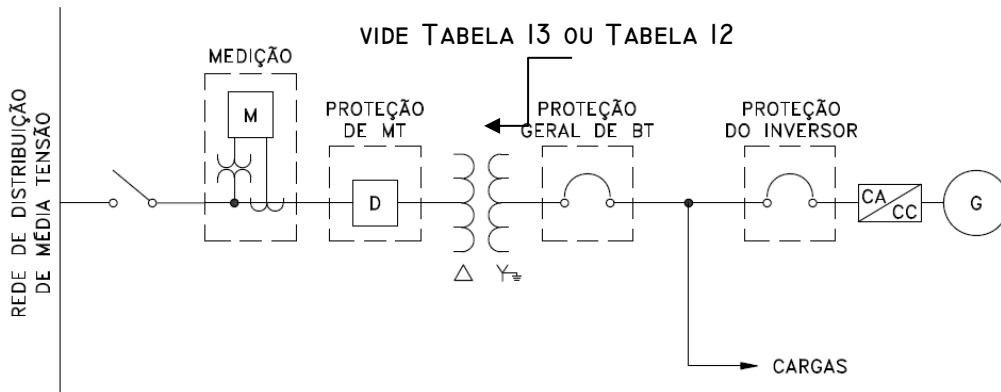 VIDE TABELA 13 OU TABELA 12
MEDIÇÃO
M
PROTEÇÃO
DE MT
D
PROTEÇÃO
GERAL DE BT
PROTEÇÃO
DO INVERSOR
CA
CC
G
CARGAS
REDE DE DISTRIBUIÇÃO
DE MÉDIA TENSÃO